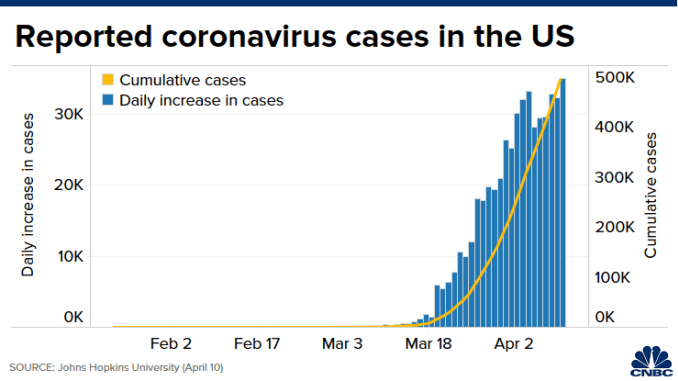 Reported coronavirus cases in the US
Cumulative cases
Daily increase in cases
Daily increase in cases
30K
20K
10K
0K
500K
400K
300K
200K
100K
0K
Cumulative cases
Feb 2
Feb 17
Mar 3
Mar 18
Apr 2
SOURCE: Johns Hopkins University (April 10)
CNBC